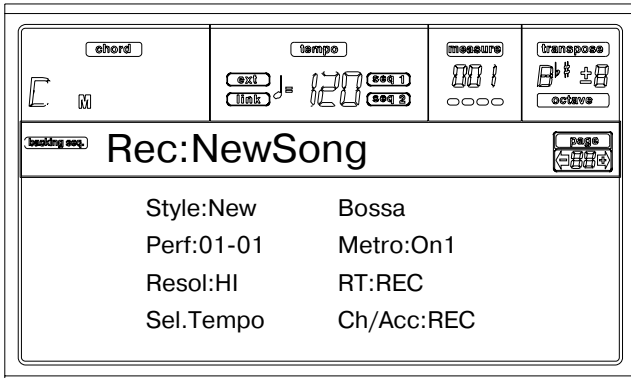 chord tempo measure transpose
C M ext link ♩= 120 seq 1 seq 2 001 B♭♯ ±8
octave
backing seq. Rec:NewSong page
88
Style:New Bossa
Perf:01-01 Metro:On1
Resol:HI RT:REC
Sel.Tempo Ch/Acc:REC